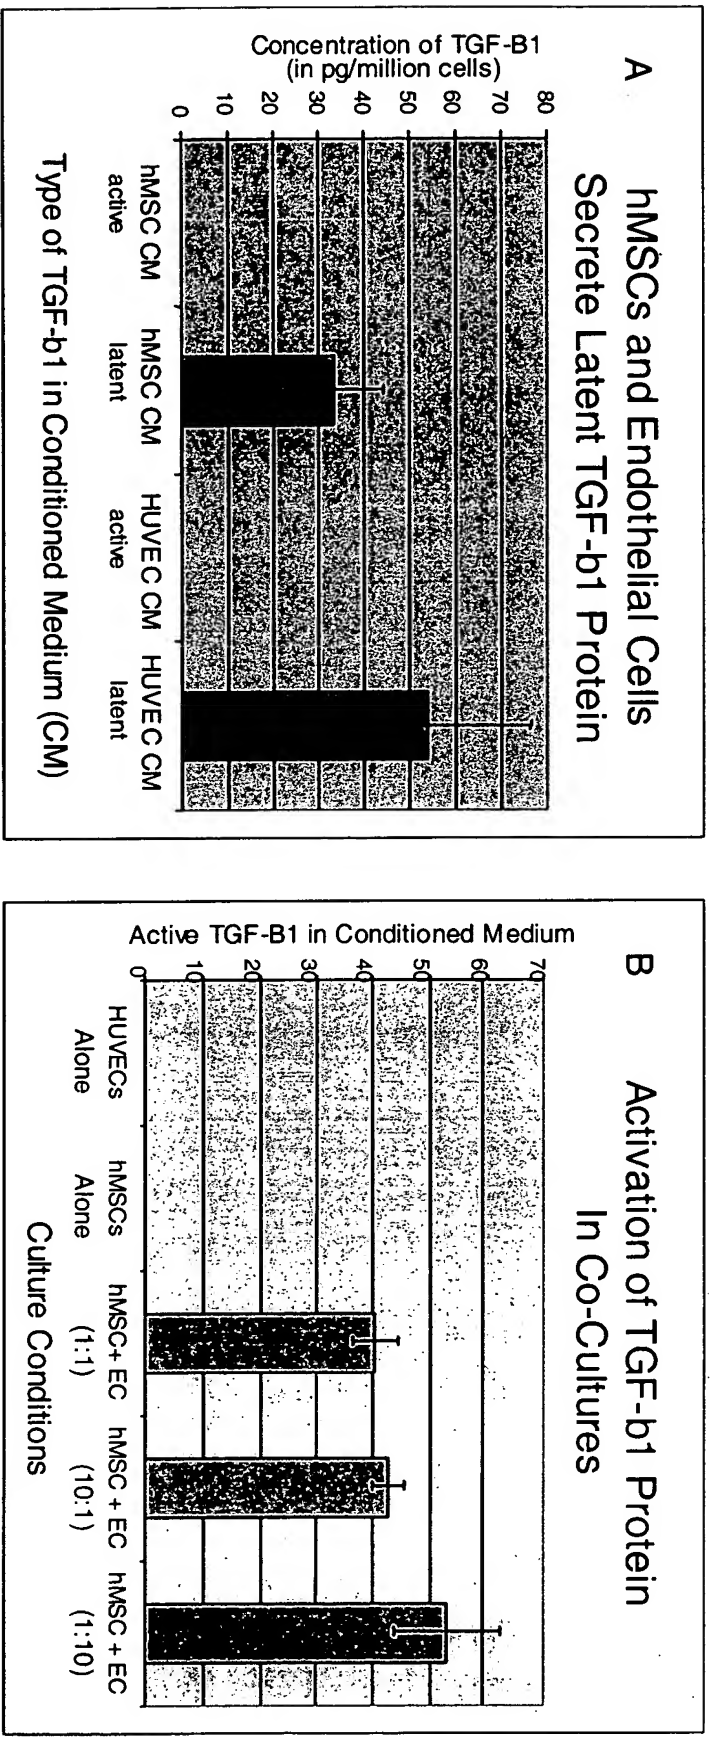 A
hMSCs and Endothelial Cells
Secrete Latent TGF-b1 Protein
Concentration of TGF-B1
(in pg/million cells)
80
70
60
50
40
30
20
10
0
hMSC CM
active
hMSC CM
latent
HUVEC CM
active
HUVEC CM
latent
Type of TGF-b1 in Conditioned Medium (CM)
B
Activation of TGF-b1 Protein
In Co-Cultures
Active TGF-B1 in Conditioned Medium
70
60
50
40
30
20
10
0
HUVECs
Alone
hMSCs
Alone
hMSC+ EC
(1:1)
hMSC + EC
(10:1)
hMSC + EC
(1:10)
Culture Conditions